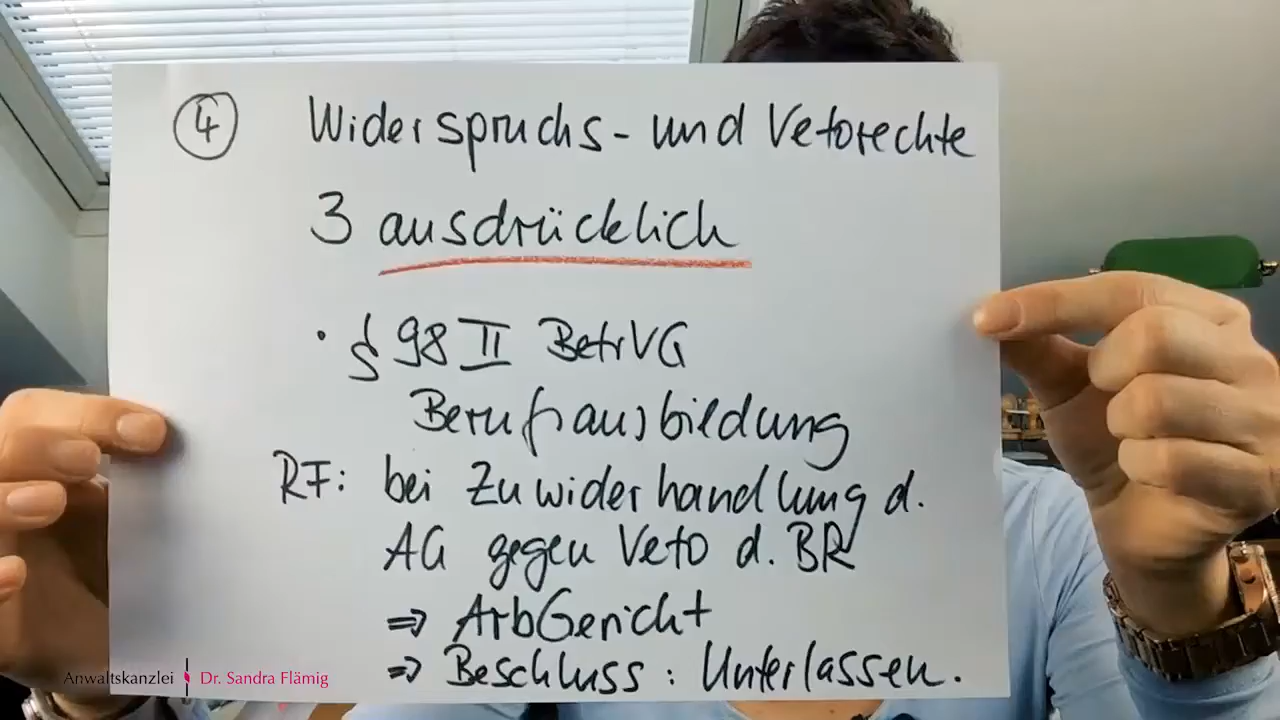 ④ Widerspruchs- und Vetorechte
3 ausdrücklich
· § 98 II BetrVG
Berufsausbildung
RF: bei Zuwiderhandlung d.
AG gegen Veto d. BR
⇒ ArbGericht
⇒ Beschluss: Unterlassen.
Anwaltskanzlei Dr. Sandra Flämig